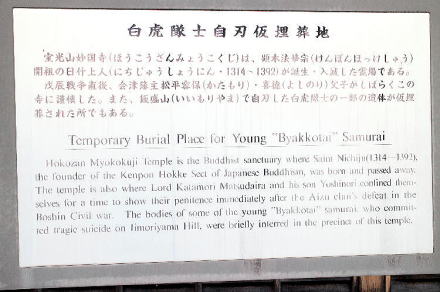 白虎隊士自刃仮埋葬地
宝光山妙国寺(ほうこうざんみょうこくじ)は、顕本法華宗(けんぽんほっけしゅう)
開祖の日什上人(にちじゅうしょうにん・1314~1392)が誕生・入滅した霊場である。
戊辰戦争直後、会津藩主松平容保(かたもり)・喜徳(よしのり)父子がしばらくこの
寺に謹慎した。また、飯盛山(いいもりやま)で自刃した白虎隊士の一部の遺体が仮埋
葬された所でもある。
Temporary Burial Place for Young "Byakkotai" Samurai
Hokozan Myokokuji Temple is the Buddhist sanctuary where Saint Nichiju(1314—1392),
the founder of the Kenpon Hokke Sect of Japanese Buddhism, was born and passed away.
The temple is also where Lord Katamori Matsudaira and his son Yoshinori confined them-
selves for a time to show their penitence immediately after the Aizu clan's defeat in the
Boshin Civil war. The bodies of some of the young "Byakkotai" samurai, who commit-
ted tragic suicide on Iimoriyama Hill, were briefly interred in the precinct of this temple.